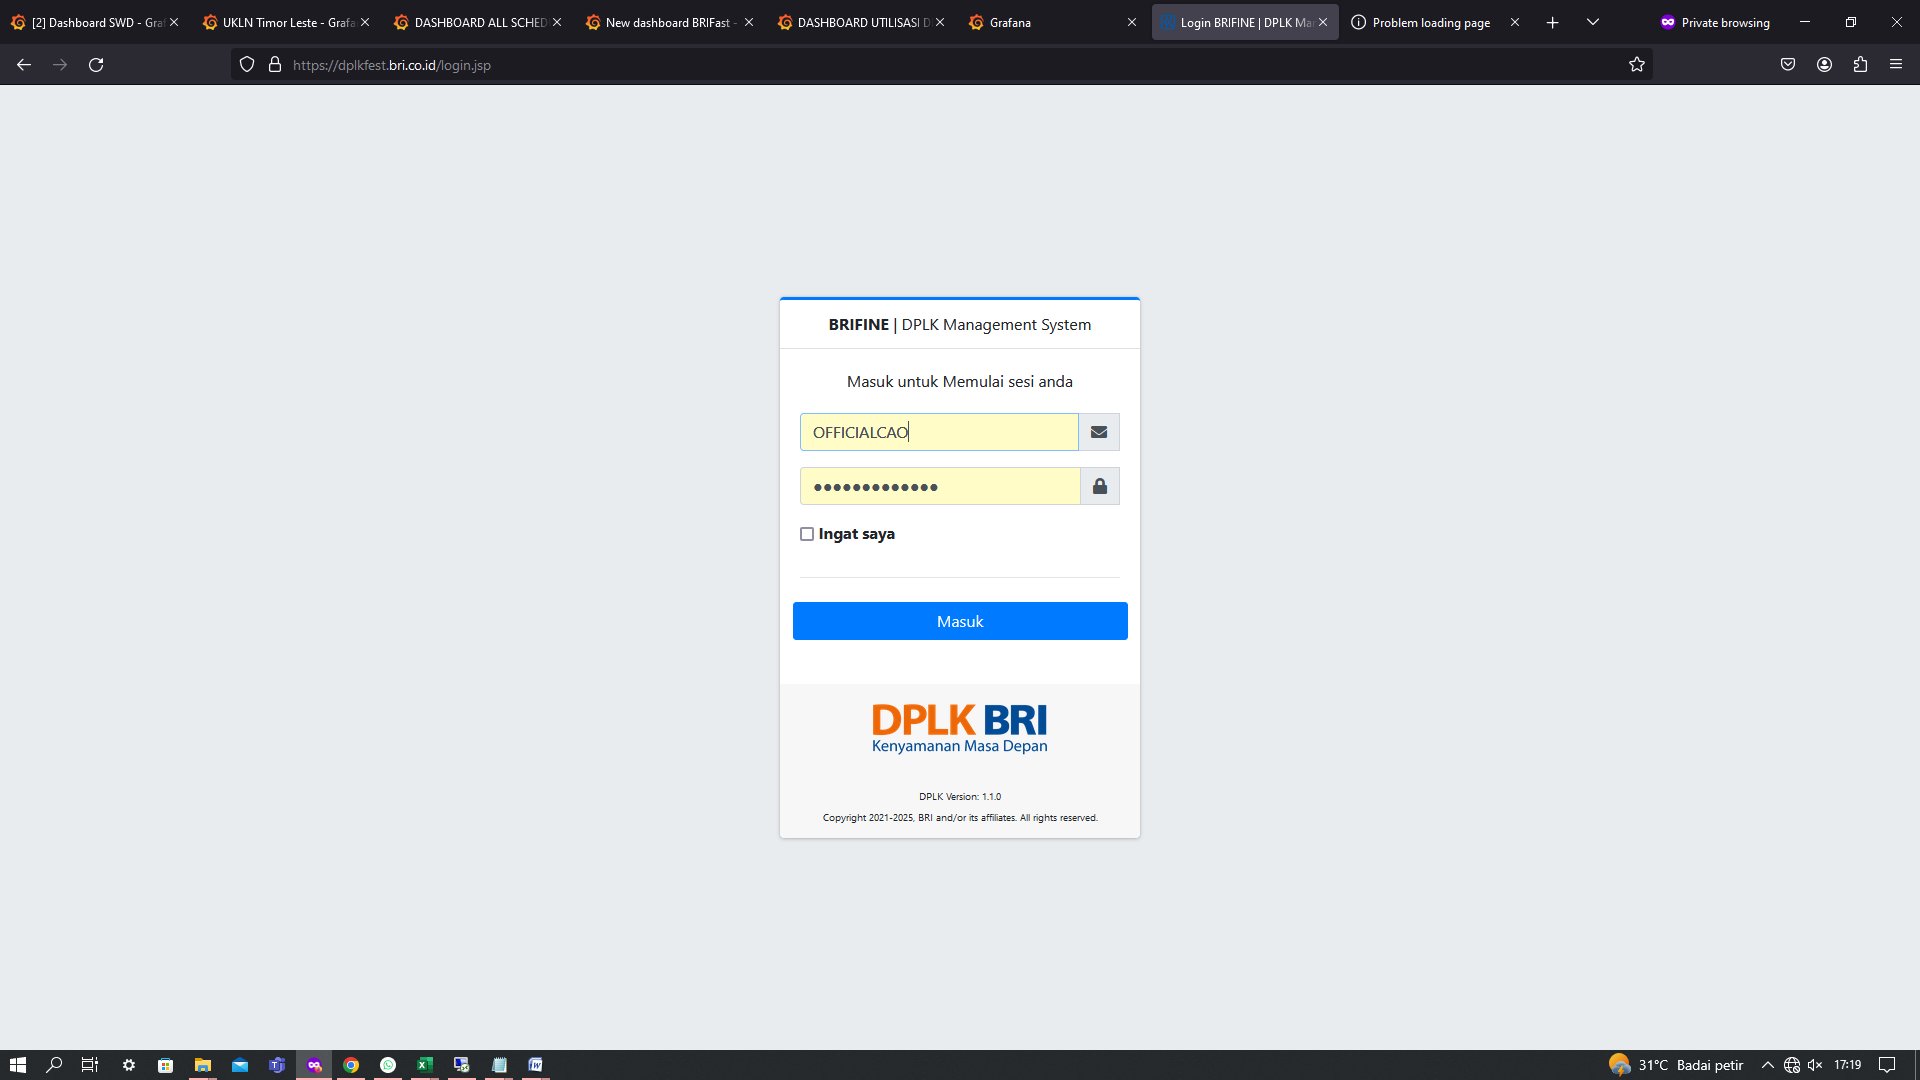 [2] Dashboard SWD - Graf
UKLN Timor Leste - Grafa
DASHBOARD ALL SCHED
New dashboard BRIFast -
DASHBOARD UTILISASI D
Grafana
Login BRIFINE | DPLK Ma
Problem loading page
Private browsing
https://dplkfest.bri.co.id/login.jsp
BRIFINE | DPLK Management System
Masuk untuk Memulai sesi anda
OFFICIALCAO
Ingat saya
Masuk
DPLK BRI
Kenyamanan Masa Depan
DPLK Version: 1.1.0
Copyright 2021-2025, BRI and/or its affiliates. All rights reserved.
31°C Badai petir
17:19